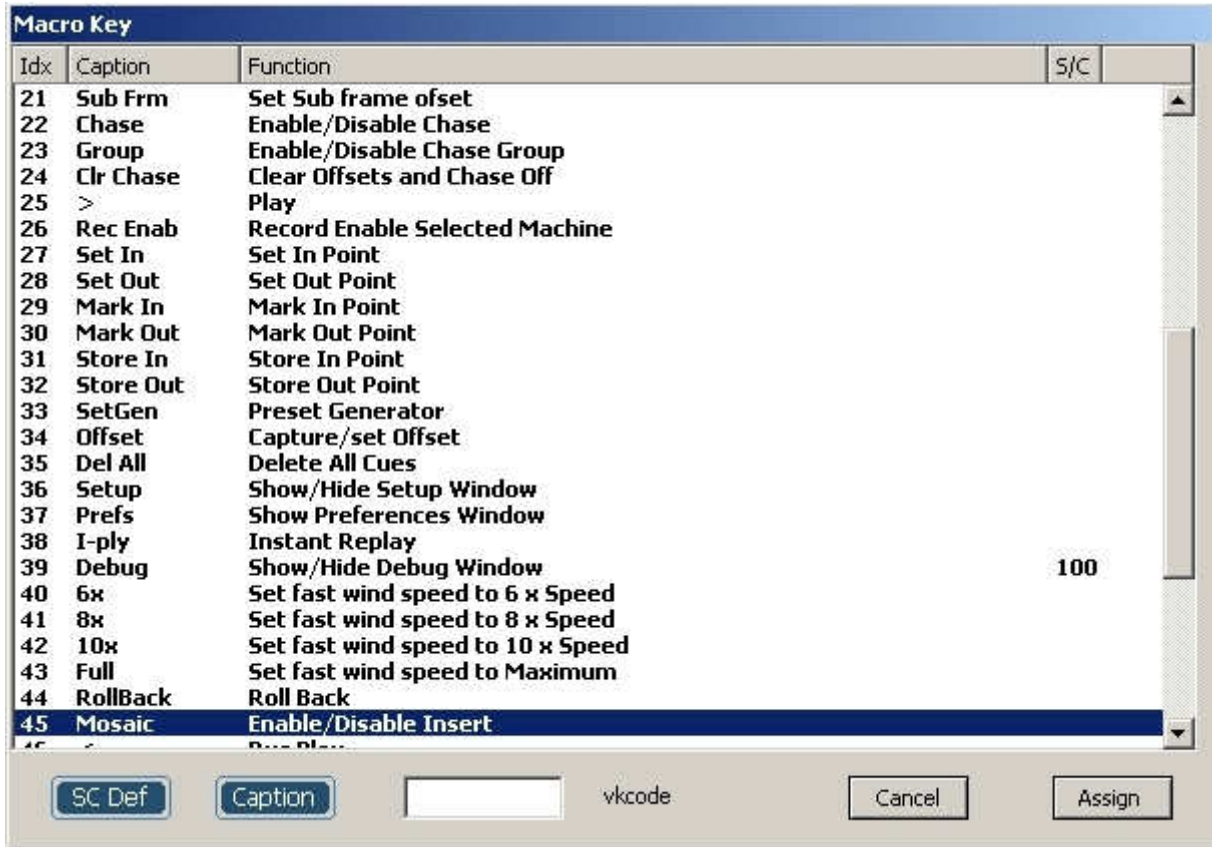 Macro Key
Idx Caption Function S/C
21 Sub Frm Set Sub frame ofset
22 Chase Enable/Disable Chase
23 Group Enable/Disable Chase Group
24 Clr Chase Clear Offsets and Chase Off
25 > Play
26 Rec Enab Record Enable Selected Machine
27 Set In Set In Point
28 Set Out Set Out Point
29 Mark In Mark In Point
30 Mark Out Mark Out Point
31 Store In Store In Point
32 Store Out Store Out Point
33 SetGen Preset Generator
34 Offset Capture/set Offset
35 Del All Delete All Cues
36 Setup Show/Hide Setup Window
37 Prefs Show Preferences Window
38 I-ply Instant Replay
39 Debug Show/Hide Debug Window 100
40 6x Set fast wind speed to 6 x Speed
41 8x Set fast wind speed to 8 x Speed
42 10x Set fast wind speed to 10 x Speed
43 Full Set fast wind speed to Maximum
44 RollBack Roll Back
45 Mosaic Enable/Disable Insert
SC Def Caption vkcode Cancel Assign